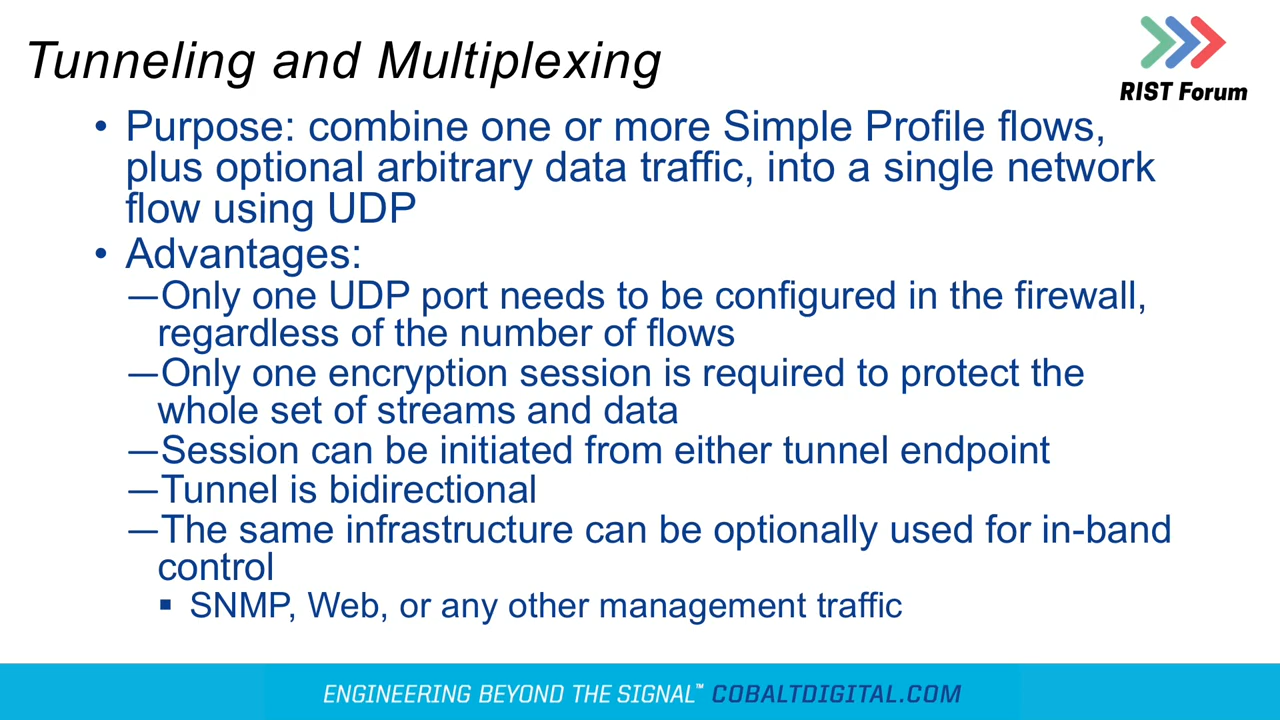 Tunneling and Multiplexing
RIST Forum
• Purpose: combine one or more Simple Profile flows,
plus optional arbitrary data traffic, into a single network
flow using UDP
• Advantages:
—Only one UDP port needs to be configured in the firewall,
regardless of the number of flows
—Only one encryption session is required to protect the
whole set of streams and data
—Session can be initiated from either tunnel endpoint
—Tunnel is bidirectional
—The same infrastructure can be optionally used for in-band
control
▪ SNMP, Web, or any other management traffic
ENGINEERING BEYOND THE SIGNAL™ COBALTDIGITAL.COM